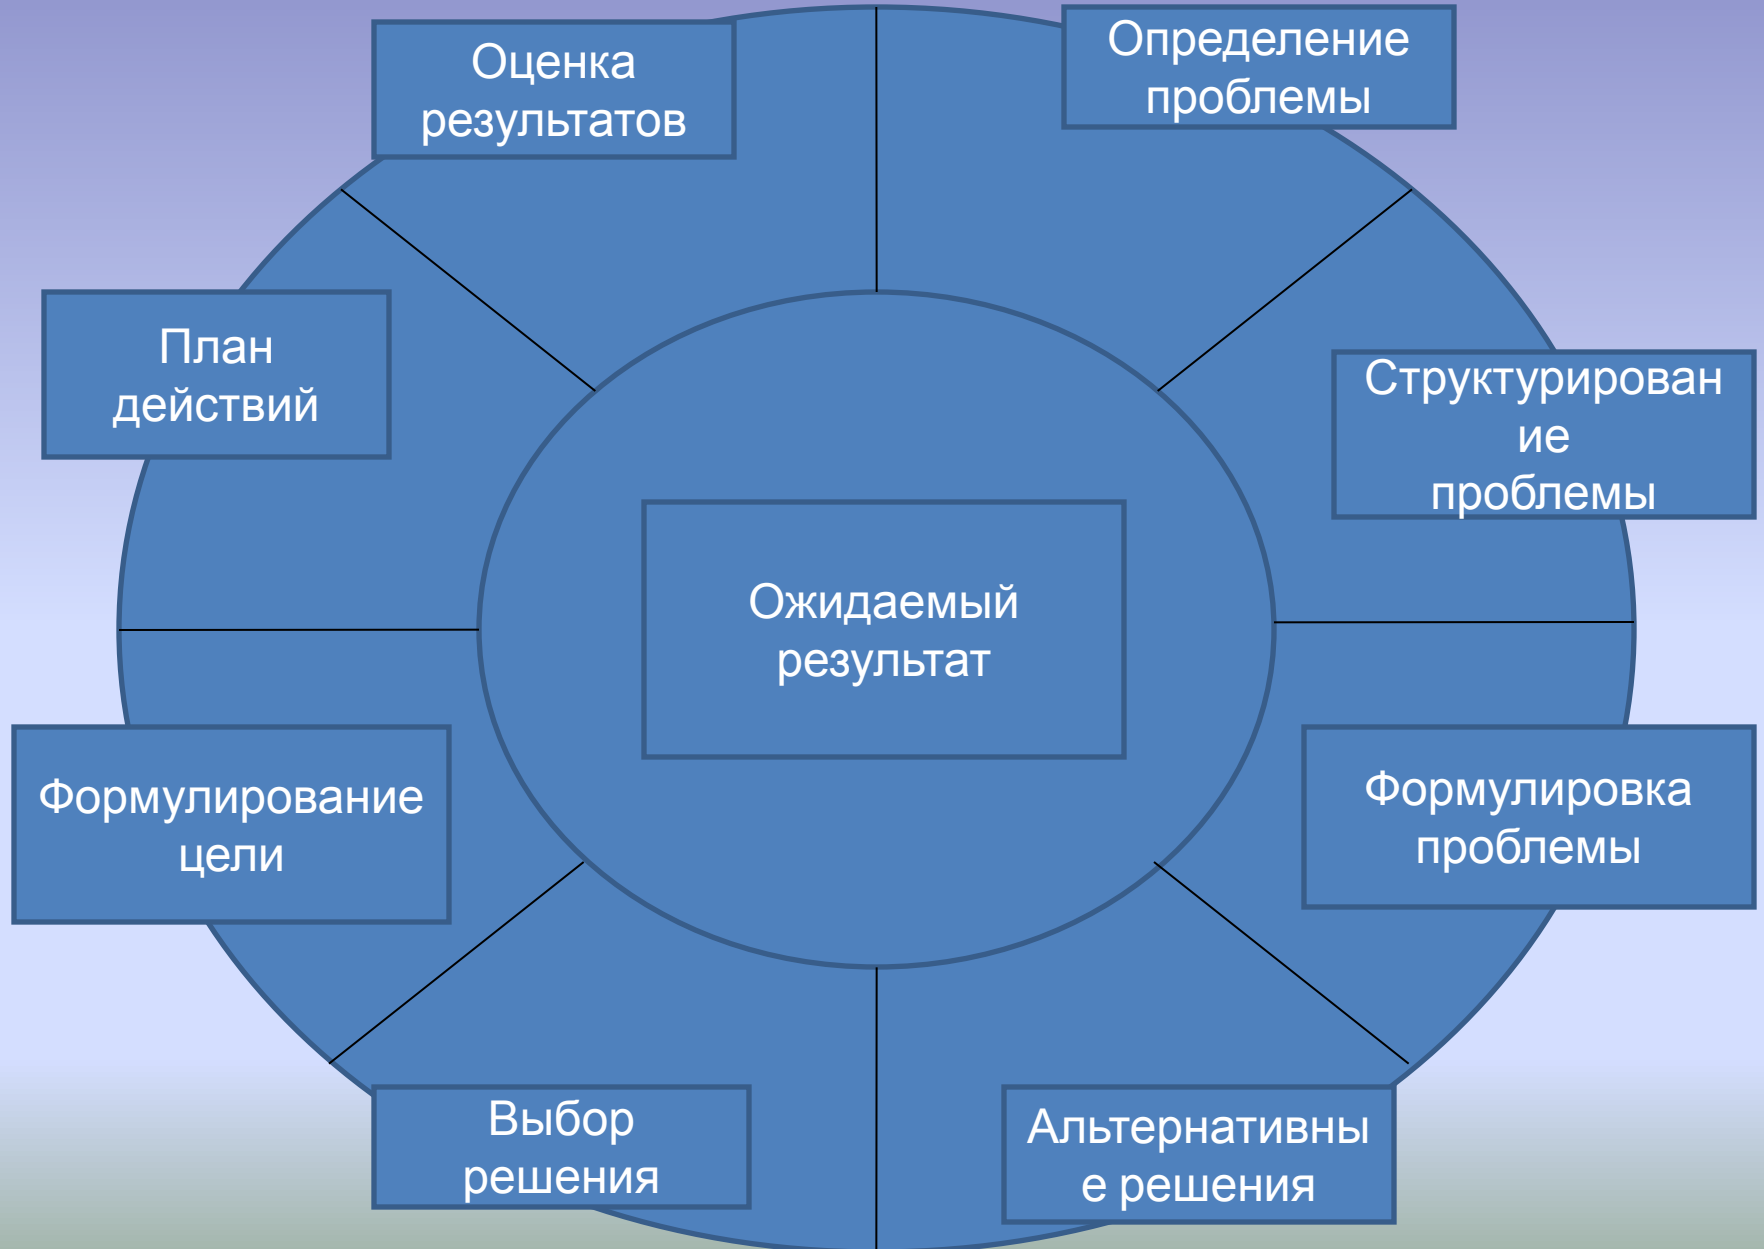 Оценка
результатов
Определение
проблемы
План
действий
Структурирован
ие
проблемы
Ожидаемый
результат
Формулирование
цели
Формулировка
проблемы
Выбор
решения
Альтернативны
е решения